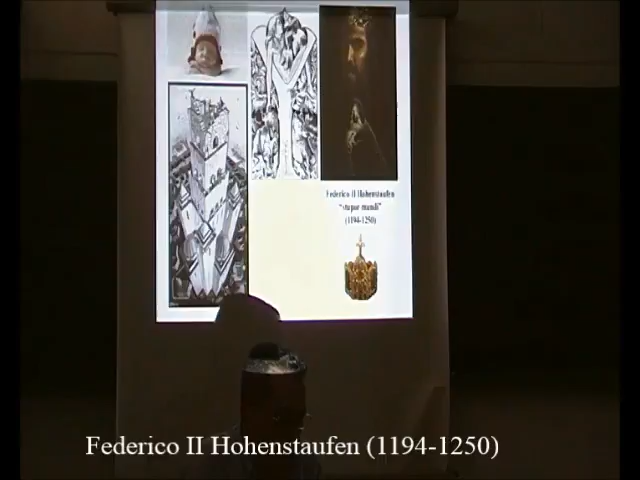 Federico II Hohenstaufen
"stupor mundi"
(1194-1250)
Federico II Hohenstaufen (1194-1250)